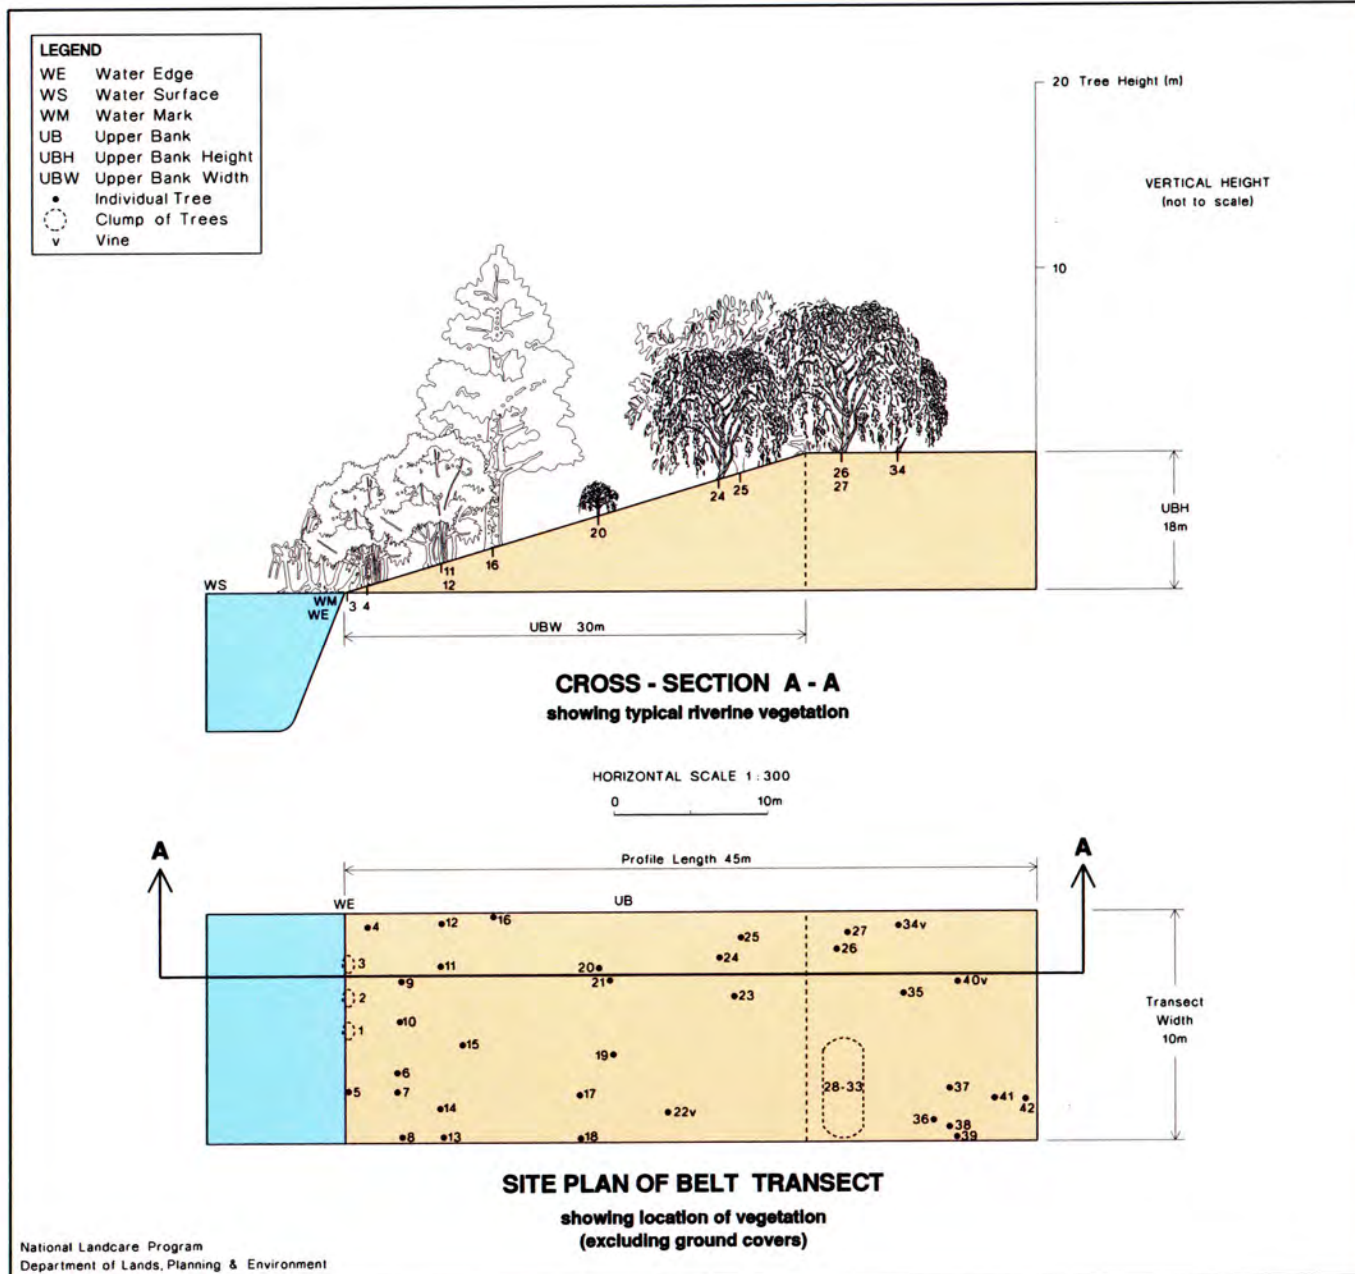 LEGEND
WE Water Edge
WS Water Surface
WM Water Mark
UB Upper Bank
UBH Upper Bank Height
UBW Upper Bank Width
Individual Tree
Clump of Trees
v Vine
20 Tree Height (m)
VERTICAL HEIGHT
(not to scale)
10
26
27
34
24
25
20
16
11
12
UBH
18m
WS
WM
WE
3 4
UBW 30m
CROSS - SECTION A - A
showing typical riverine vegetation
HORIZONTAL SCALE 1:300
0 10m
A A
Profile Length 45m
WE UB
4 12 16 25 27 34v
26
3 11 20 24
9 21 40v
2 23 35
10
1 15
19
6
5 7 17 28-33 37
41 42
14 22v
36 38
8 13 18 39
Transect
Width
10m
SITE PLAN OF BELT TRANSECT
showing location of vegetation
(excluding ground covers)
National Landcare Program
Department of Lands, Planning & Environment